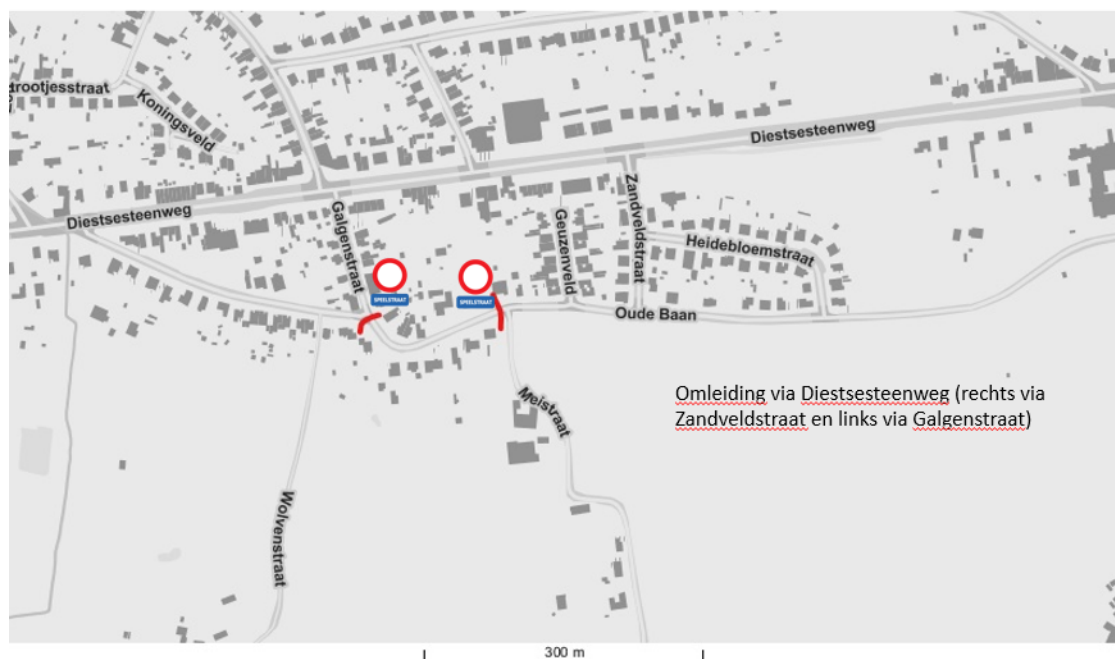 trootjesstraat
Koningsveld
Diestsesteenweg
Diestsesteenweg
Galgenstraat
Geuzenveld
Zandveldstraat
Heidebloemstraat
SPEELSTRAAT
SPEELSTRAAT
Oude Baan
Meistraat
Wolvenstraat
Omleiding via Diestsesteenweg (rechts via
Zandveldstraat en links via Galgenstraat)
300 m